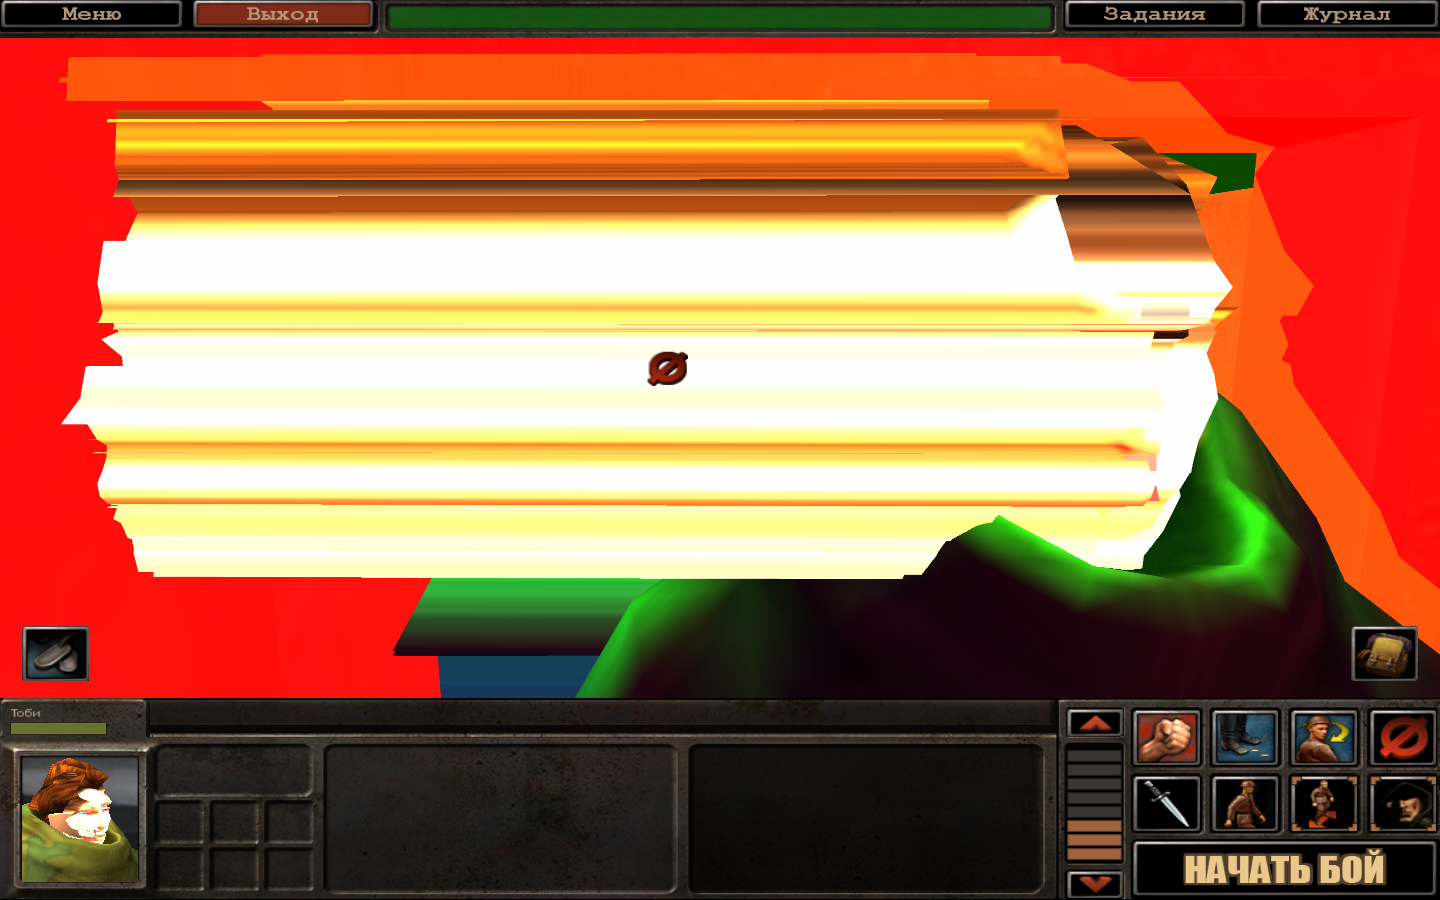 Меню
Выход
Задания
Журнал
Тоби
НАЧАТЬ БОЙ